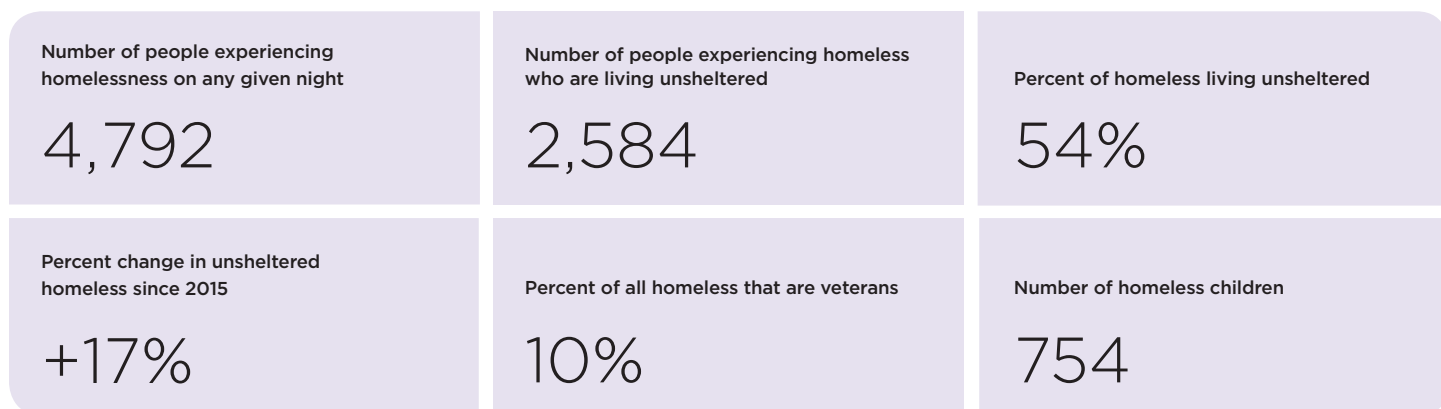 Number of people experiencing
homelessness on any given night
4,792
Number of people experiencing homeless
who are living unsheltered
2,584
Percent of homeless living unsheltered
54%
Percent change in unsheltered
homeless since 2015
+17%
Percent of all homeless that are veterans
10%
Number of homeless children
754